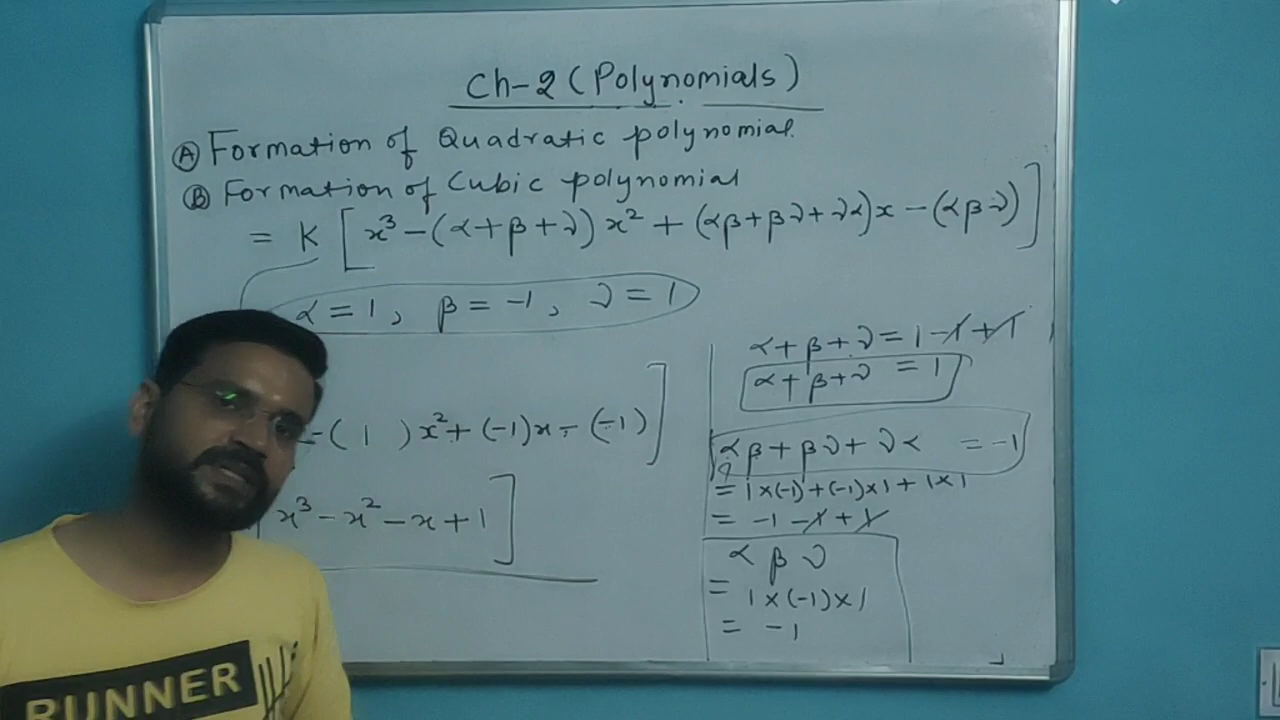 Ch-2 (Polynomials)
Ⓐ Formation of Quadratic polynomial.
Ⓑ Formation of Cubic polynomial
= K [x³ - (α+β+γ) x² + (αβ+βγ+γα)x - (αβγ)]
α = 1, β = -1, γ = 1
-( 1 )x² + (-1)x - (-1)]
[x³ - x² - x + 1]
α+β+γ = 1-1+1
α+β+γ = 1
αβ+βγ+γα = -1
= 1×(-1)+(-1)×1+1×1
= -1-1+1
αβγ
= 1×(-1)×1
= -1
RUNNER